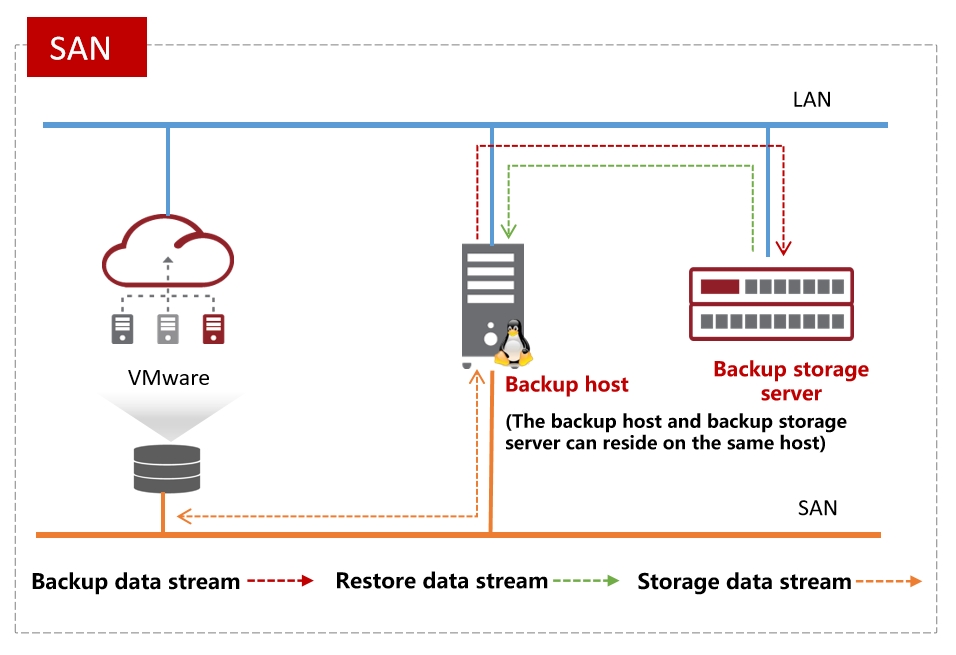 SAN
LAN
VMware
Backup host
(The backup host and backup storage
server can reside on the same host)
Backup storage
server
SAN
Backup data stream
Restore data stream
Storage data stream